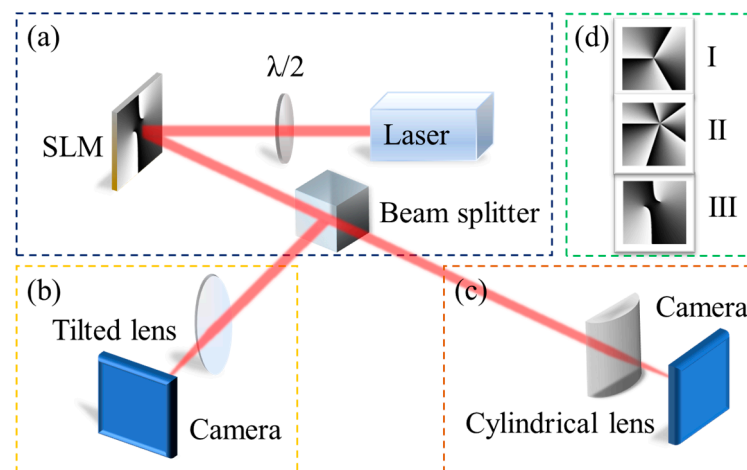 (a)
λ/2
SLM
Laser
Beam splitter
(d)
I
II
III
(b)
Tilted lens
Camera
(c)
Camera
Cylindrical lens